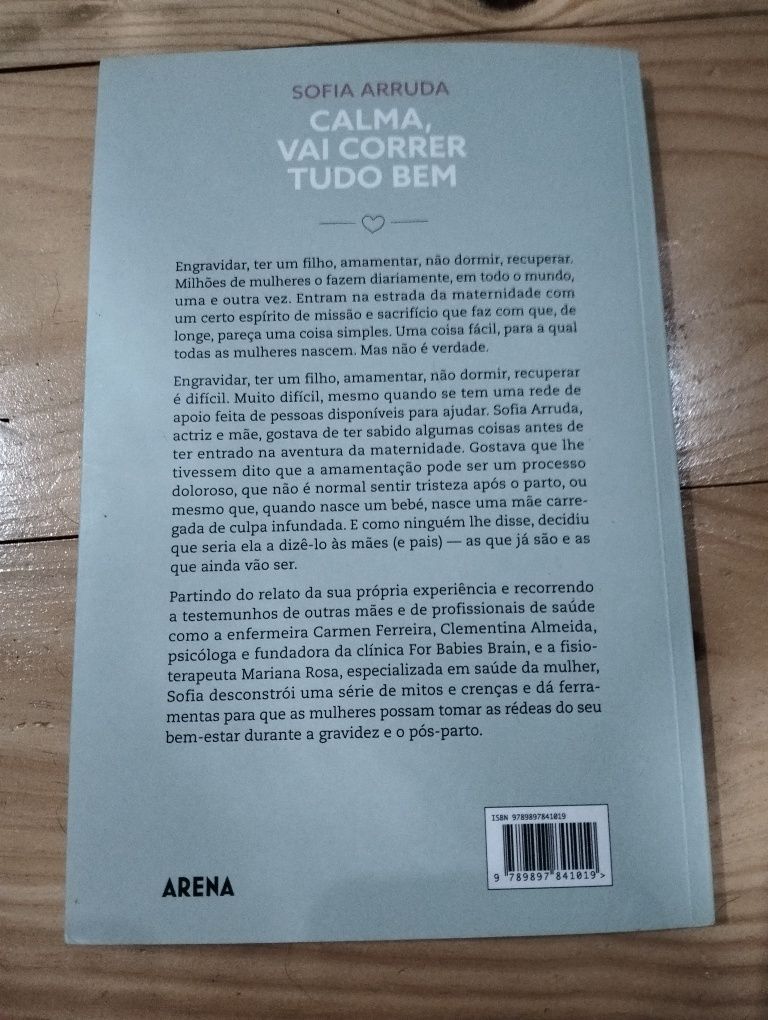 SOFIA ARRUDA
CALMA,
VAI CORRER
TUDO BEM
Engravidar, ter um filho, amamentar, não dormir, recuperar.
Milhões de mulheres o fazem diariamente, em todo o mundo,
uma e outra vez. Entram na estrada da maternidade com
um certo espírito de missão e sacrifício que faz com que, de
longe, pareça uma coisa simples. Uma coisa fácil, para a qual
todas as mulheres nascem. Mas não é verdade.
Engravidar, ter um filho, amamentar, não dormir, recuperar
é difícil. Muito difícil, mesmo quando se tem uma rede de
apoio feita de pessoas disponíveis para ajudar. Sofia Arruda,
actriz e mãe, gostava de ter sabido algumas coisas antes de
ter entrado na aventura da maternidade. Gostava que lhe
tivessem dito que a amamentação pode ser um processo
doloroso, que não é normal sentir tristeza após o parto, ou
mesmo que, quando nasce um bebé, nasce uma mãe carre-
gada de culpa infundada. E como ninguém lhe disse, decidiu
que seria ela a dizê-lo às mães (e pais) — as que já são e as
que ainda vão ser.
Partindo do relato da sua própria experiência e recorrendo
a testemunhos de outras mães e de profissionais de saúde
como a enfermeira Carmen Ferreira, Clementina Almeida,
psicóloga e fundadora da clínica For Babies Brain, e a fisio-
terapeuta Mariana Rosa, especializada em saúde da mulher,
Sofia desconstrói uma série de mitos e crenças e dá ferra-
mentas para que as mulheres possam tomar as rédeas do seu
bem-estar durante a gravidez e o pós-parto.
ISBN 9789897841019
9 789897 841019 >
ARENA